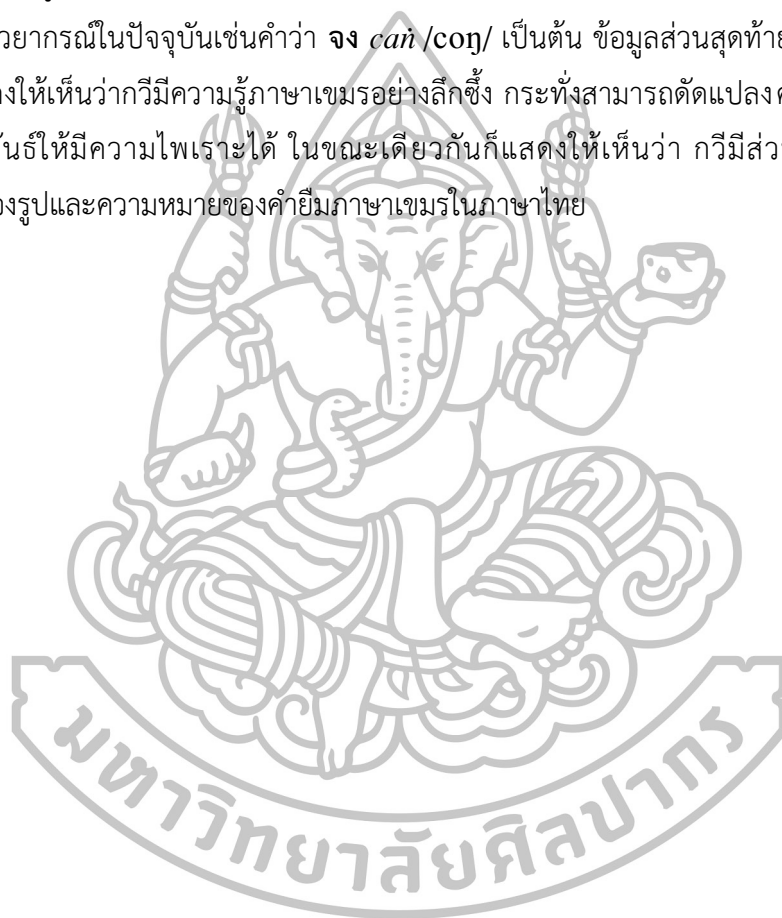 วยากรณ์ในปัจจุบันเช่นคำว่า จง cań /coŋ/ เป็นต้น ข้อมูลส่วนสุดท้าย
งให้เห็นว่ากวีมีความรู้ภาษาเขมรอย่างลึกซึ้ง กระทั่งสามารถดัดแปลง
ันธ์ให้มีความไพเราะได้ ในขณะเดียวกันก็แสดงให้เห็นว่า กวีมีส่ว
องรูปและความหมายของคำยืมภาษาเขมรในภาษาไทย
มหาวิทยาลัยศิลปากร